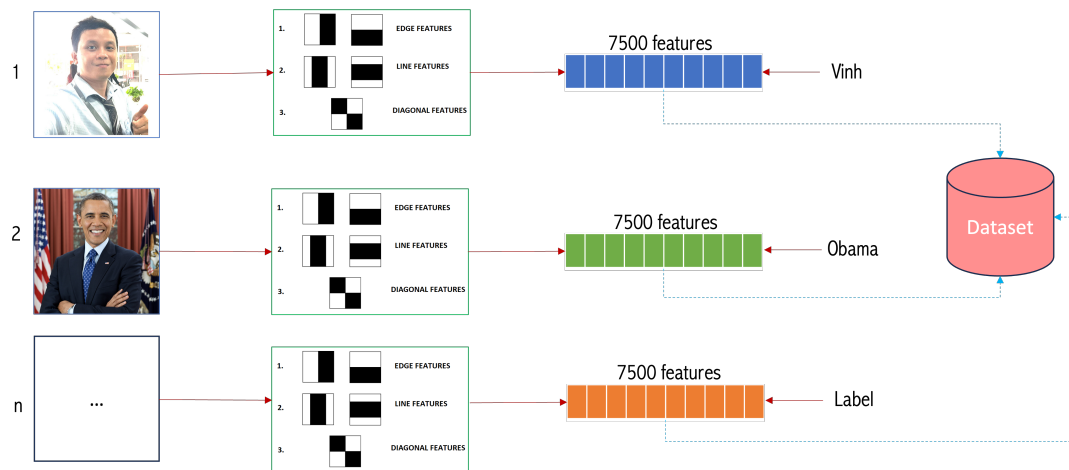 1
1.
EDGE FEATURES
2.
LINE FEATURES
3.
DIAGONAL FEATURES
7500 features
Vinh
2
1.
EDGE FEATURES
2.
LINE FEATURES
3.
DIAGONAL FEATURES
7500 features
Obama
Dataset
n
...
1.
EDGE FEATURES
2.
LINE FEATURES
3.
DIAGONAL FEATURES
7500 features
Label